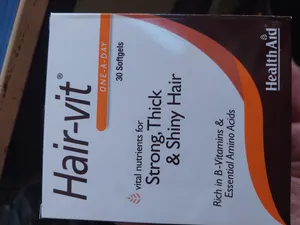 HealthAid
Hair-vit®
ONE-A-DAY
30 Softgels
vital nutrients for
Strong, Thick
& Shiny Hair
Rich in B-Vitamins &
Essential Amino Acids